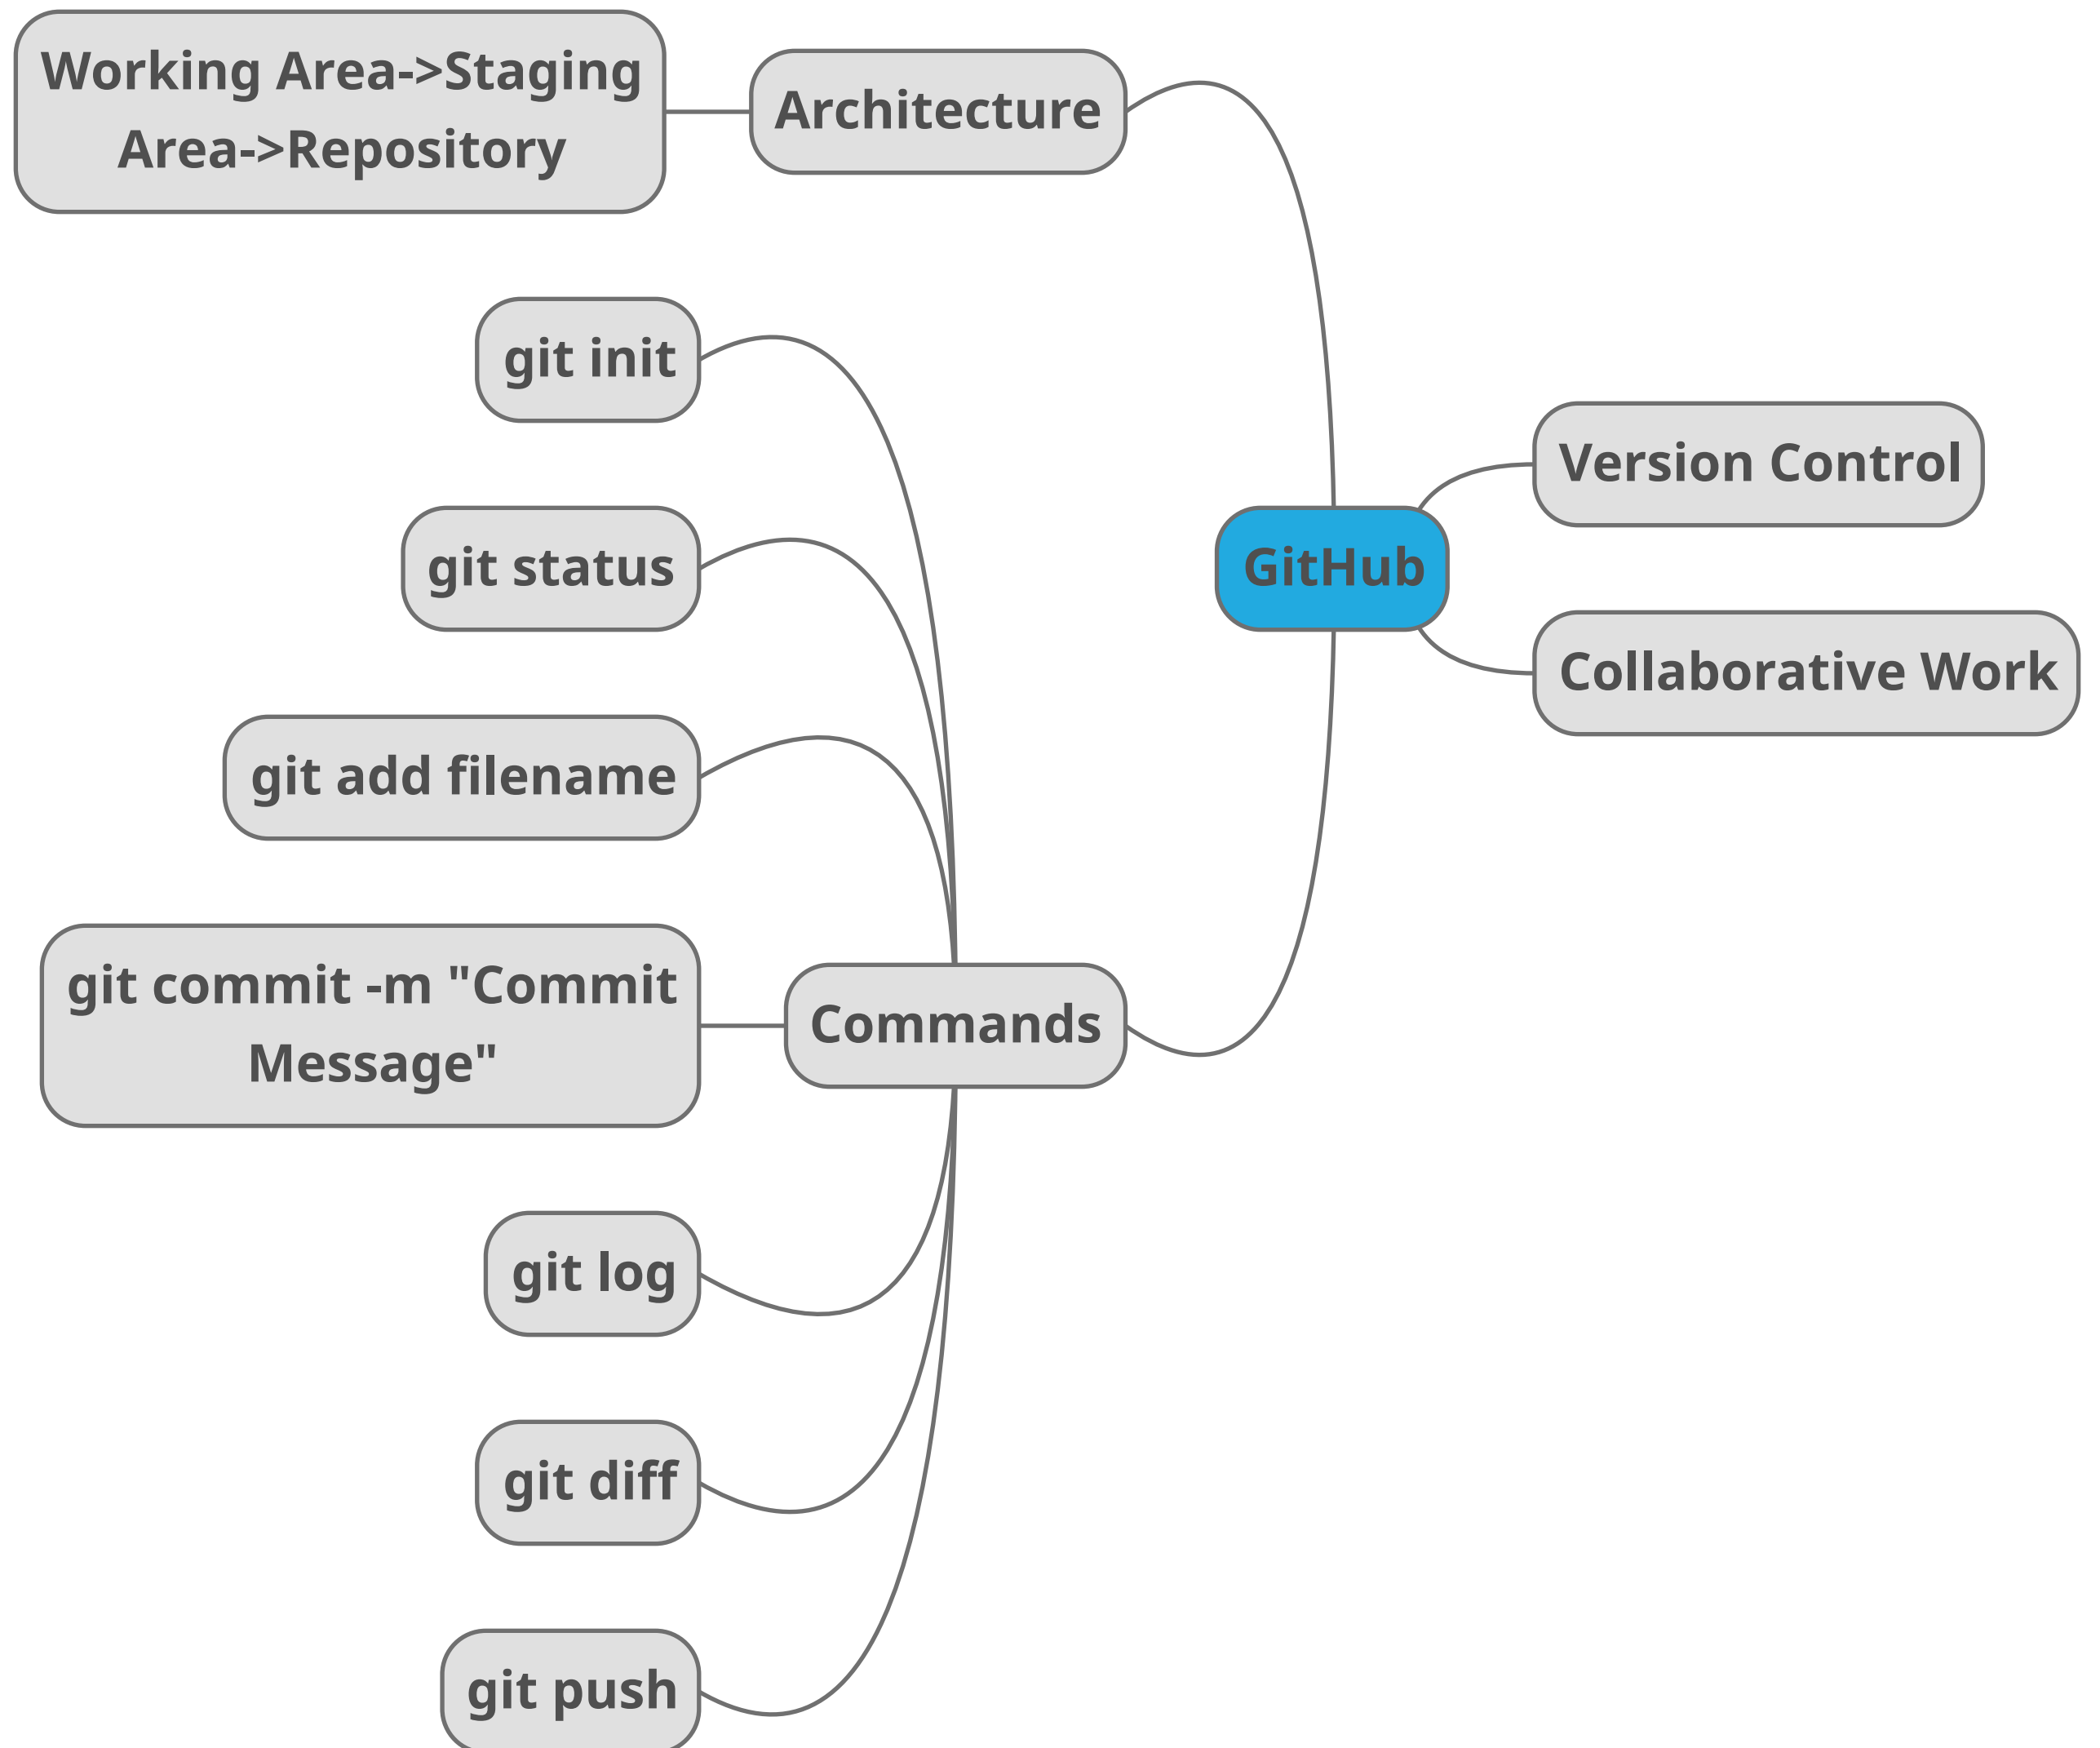 Working Area->Staging
Area->Repository
Architecture
git init
git status
git add filename
git commit -m "Commit
Message"
git log
git diff
git push
Commands
GitHub
Version Control
Collaborative Work